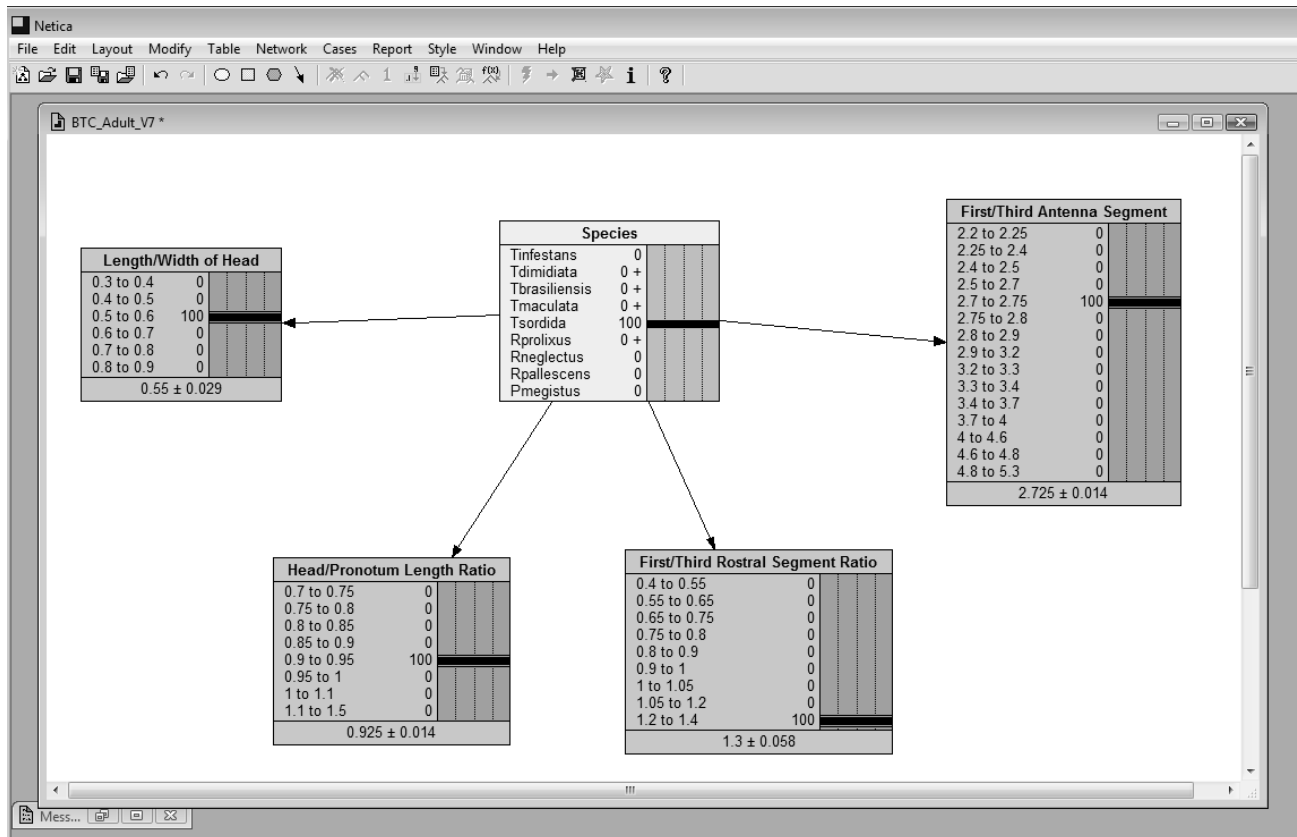 Netica
File Edit Layout Modify Table Network Cases Report Style Window Help
1 f(x) i ?
BTC_Adult_V7 *
Length/Width of Head
0.3 to 0.4 0
0.4 to 0.5 0
0.5 to 0.6 100
0.6 to 0.7 0
0.7 to 0.8 0
0.8 to 0.9 0
0.55 ± 0.029
Species
Tinfestans 0
Tdimidiata 0 +
Tbrasiliensis 0 +
Tmaculata 0 +
Tsordida 100
Rprolixus 0 +
Rneglectus 0
Rpallescens 0
Pmegistus 0
First/Third Antenna Segment
2.2 to 2.25 0
2.25 to 2.4 0
2.4 to 2.5 0
2.5 to 2.7 0
2.7 to 2.75 100
2.75 to 2.8 0
2.8 to 2.9 0
2.9 to 3.2 0
3.2 to 3.3 0
3.3 to 3.4 0
3.4 to 3.7 0
3.7 to 4 0
4 to 4.6 0
4.6 to 4.8 0
4.8 to 5.3 0
2.725 ± 0.014
Head/Pronotum Length Ratio
0.7 to 0.75 0
0.75 to 0.8 0
0.8 to 0.85 0
0.85 to 0.9 0
0.9 to 0.95 100
0.95 to 1 0
1 to 1.1 0
1.1 to 1.5 0
0.925 ± 0.014
First/Third Rostral Segment Ratio
0.4 to 0.55 0
0.55 to 0.65 0
0.65 to 0.75 0
0.75 to 0.8 0
0.8 to 0.9 0
0.9 to 1 0
1 to 1.05 0
1.05 to 1.2 0
1.2 to 1.4 100
1.3 ± 0.058
Mess...